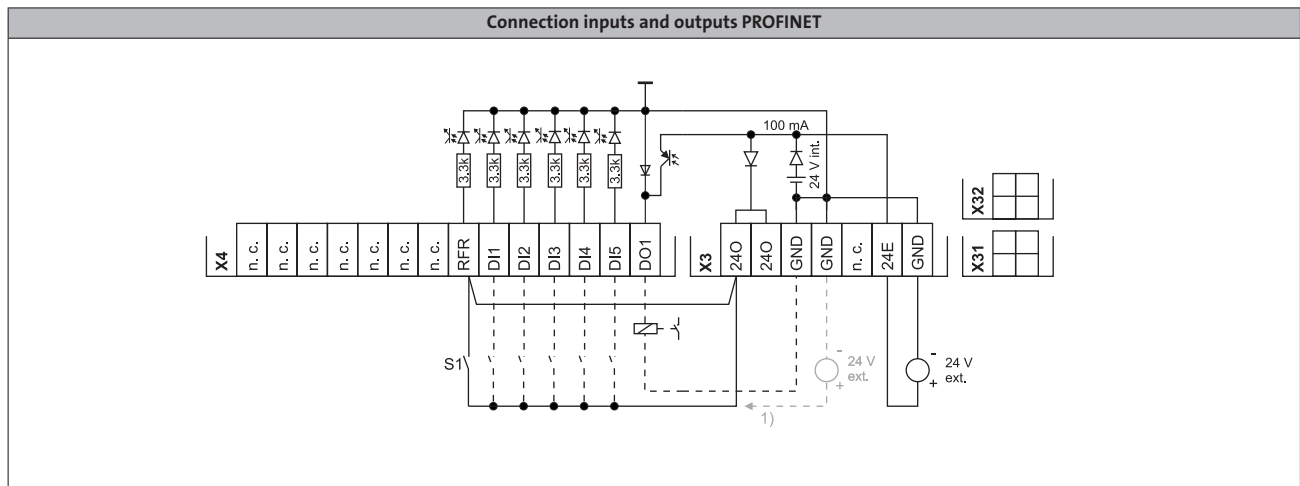 Connection inputs and outputs PROFINET
100 mA
3.3k
3.3k
3.3k
3.3k
3.3k
3.3k
24 V int.
X32
X4
n. c.
n. c.
n. c.
n. c.
n. c.
n. c.
n. c.
RFR
DI1
DI2
DI3
DI4
DI5
DO1
X3
24O
24O
GND
GND
n. c.
24E
GND
X31
S1
24 V
ext.
24 V
ext.
-
+
-
+
1)